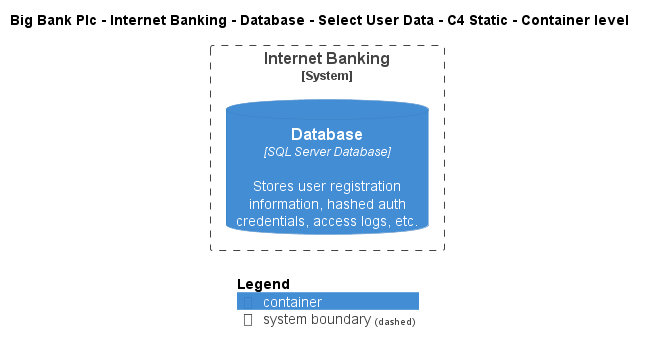 Big Bank Plc - Internet Banking - Database - Select User Data - C4 Static - Container level
Internet Banking
[System]
Database
[SQL Server Database]
Stores user registration
information, hashed auth
credentials, access logs, etc.
Legend
container
system boundary (dashed)